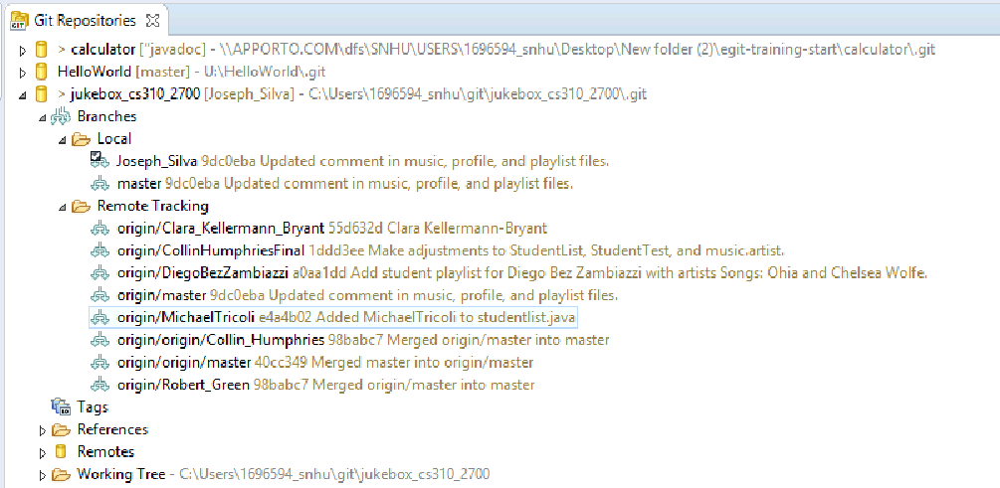 Git Repositories
> calculator ["javadoc] - \\APPORTO.COM\dfs\SNHU\USERS\1696594_snhu\Desktop\New folder (2)\egit-training-start\calculator\.git
HelloWorld [master] - U:\HelloWorld\.git
> jukebox_cs310_2700 [Joseph_Silva] - C:\Users\1696594_snhu\git\jukebox_cs310_2700\.git
Branches
Local
Joseph_Silva 9dc0eba Updated comment in music, profile, and playlist files.
master 9dc0eba Updated comment in music, profile, and playlist files.
Remote Tracking
origin/Clara_Kellermann_Bryant 55d632d Clara Kellermann-Bryant
origin/CollinHumphriesFinal 1ddd3ee Make adjustments to StudentList, StudentTest, and music.artist.
origin/DiegoBezZambiazzi a0aa1dd Add student playlist for Diego Bez Zambiazzi with artists Songs: Ohia and Chelsea Wolfe.
origin/master 9dc0eba Updated comment in music, profile, and playlist files.
origin/MichaelTricoli e4a4b02 Added MichaelTricoli to studentlist.java
origin/origin/Collin_Humphries 98babc7 Merged origin/master into master
origin/origin/master 40cc349 Merged master into origin/master
origin/Robert_Green 98babc7 Merged origin/master into master
Tags
References
Remotes
Working Tree - C:\Users\1696594_snhu\git\jukebox_cs310_2700